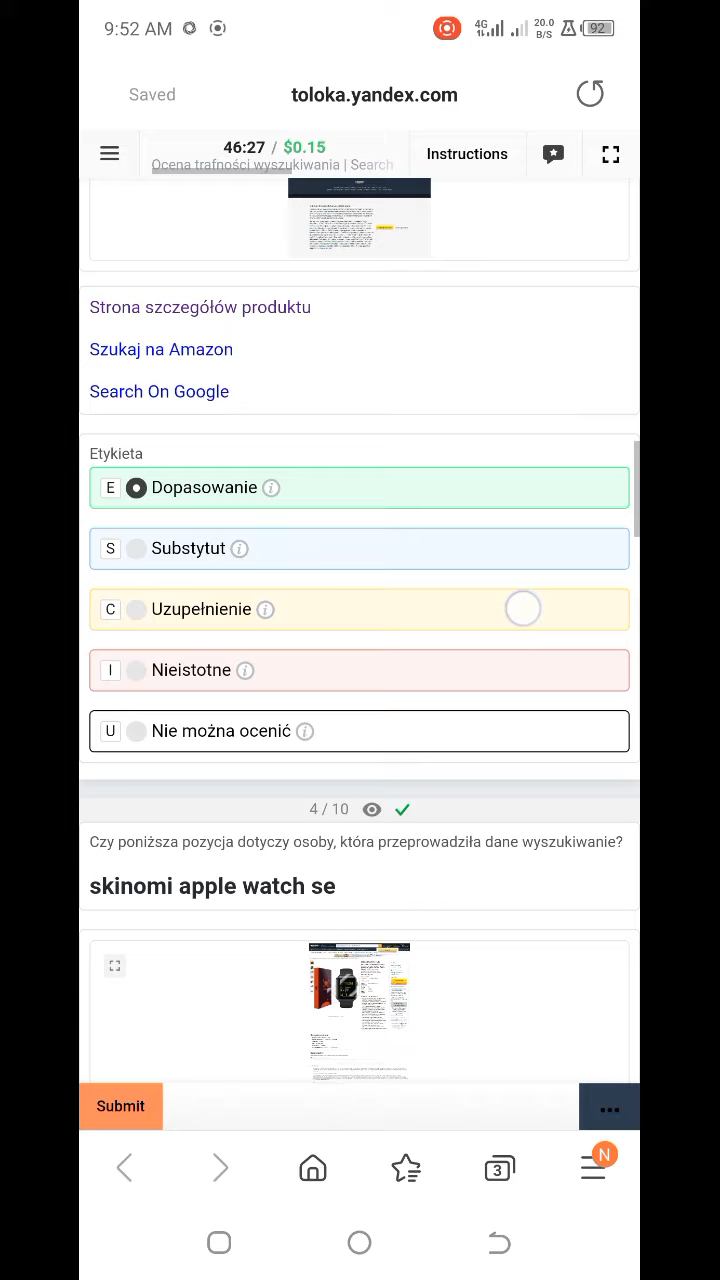 9:52 AM
4G
20.0
B/S
92
Saved
toloka.yandex.com
46:27 / $0.15
Ocena trafności wyszukiwania | Search
Instructions
Strona szczegółów produktu
Szukaj na Amazon
Search On Google
Etykieta
E Dopasowanie i
S Substytut i
C Uzupełnienie i
I Nieistotne i
U Nie można ocenić i
4 / 10
Czy poniższa pozycja dotyczy osoby, która przeprowadziła dane wyszukiwanie?
skinomi apple watch se
Submit
...
3
N